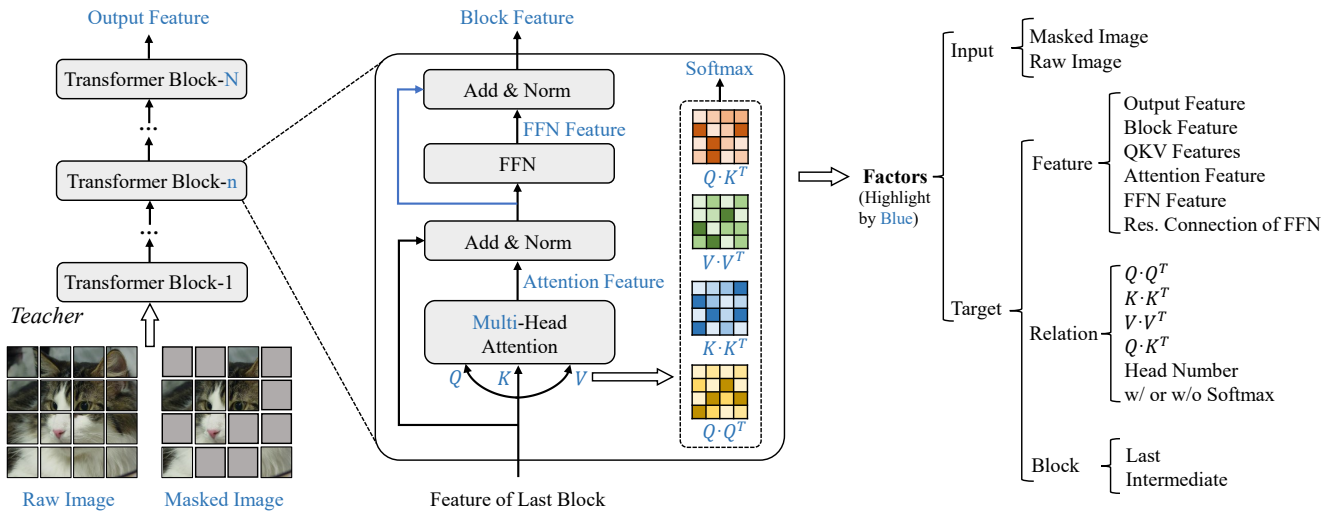 Output Feature
Transformer Block-N
...
Transformer Block-n
...
Transformer Block-1
Teacher
Raw Image
Masked Image
Block Feature
Add & Norm
FFN Feature
FFN
Add & Norm
Attention Feature
Multi-Head
Attention
Q
K
V
Feature of Last Block
Softmax
Q·K^T
V·V^T
K·K^T
Q·Q^T
Factors
(Highlight
by Blue)
Input
Masked Image
Raw Image
Target
Feature
Output Feature
Block Feature
QKV Features
Attention Feature
FFN Feature
Res. Connection of FFN
Relation
Q·Q^T
K·K^T
V·V^T
Q·K^T
Head Number
w/ or w/o Softmax
Block
Last
Intermediate